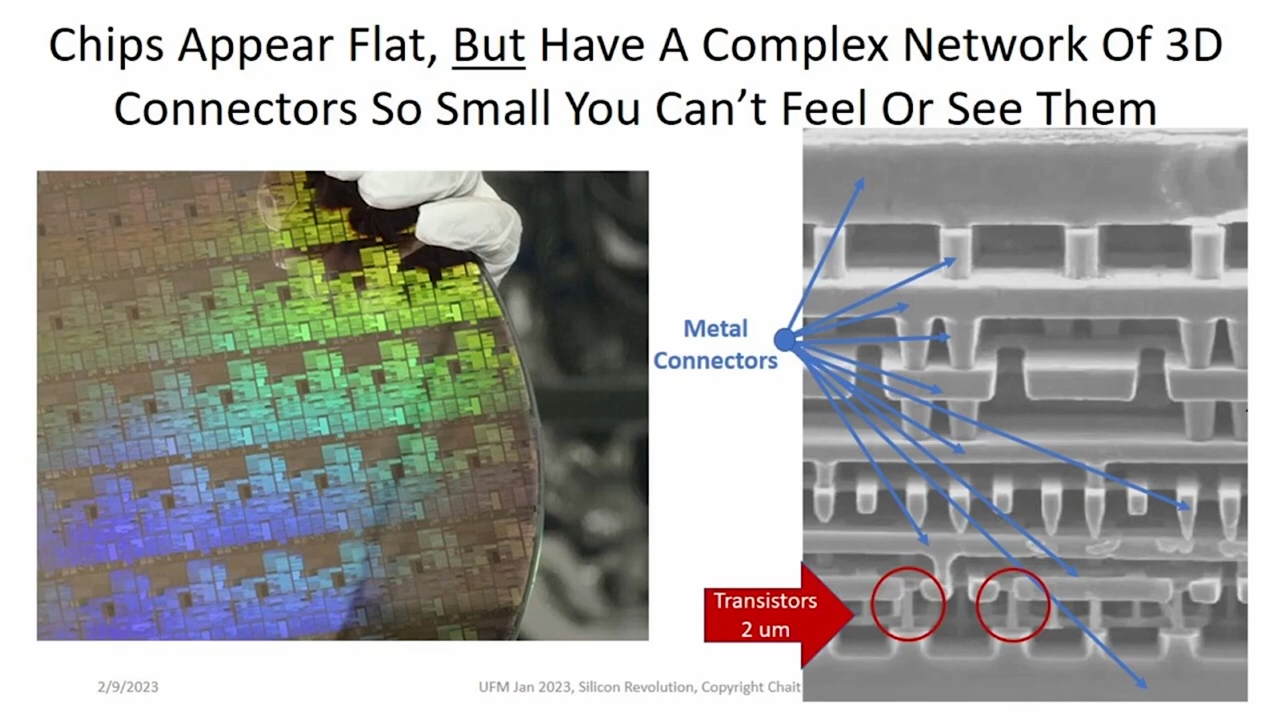 Chips Appear Flat, But Have A Complex Network Of 3D
Connectors So Small You Can't Feel Or See Them
Metal
Connectors
Transistors
2 um
2/9/2023
UFM Jan 2023, Silicon Revolution, Copyright Chait